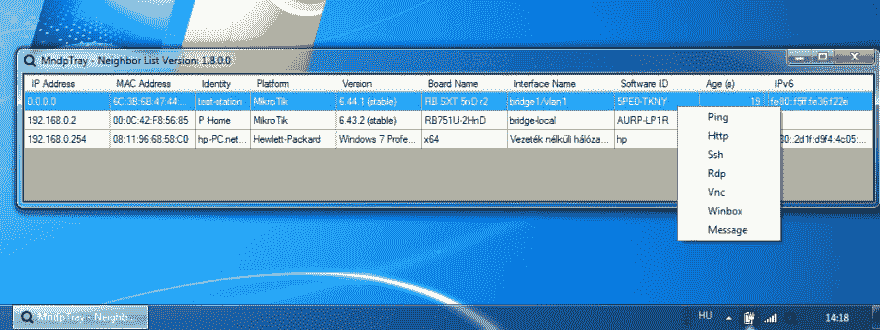 MndpTray - Neighbor List Version: 1.8.0.0
IP Address MAC Address Identity Platform Version Board Name Interface Name Software ID Age (s) IPv6
0.0.0.0 6C:3B:6B:47:44:... test-station MikroTik 6.44.1 (stable) RB SXT 5nD r2 bridge1/vlan1 5PE0-TKNY 19 fe80::f5ff:fe36:f22e
192.168.0.2 00:0C:42:F8:56:85 P Home MikroTik 6.43.2 (stable) RB751U-2HnD bridge-local AURP-LP1R
192.168.0.254 08:11:96:68:58:C0 hp-PC.net... Hewlett-Packard Windows 7 Profe... x64 Vezeték nélküli hálóza... hp 80::2d1f:d9f4:4c05:...
Ping
Http
Ssh
Rdp
Vnc
Winbox
Message
MndpTray - Neighb...
HU
14:18